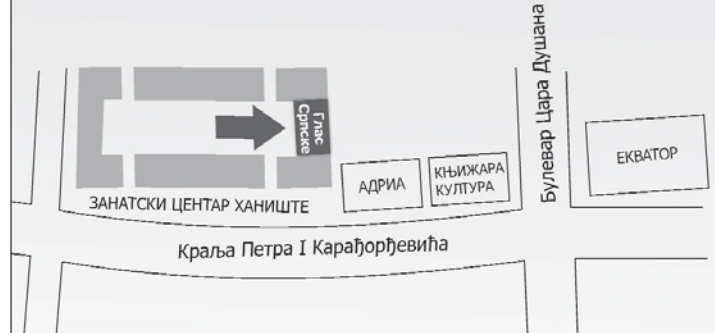 Булевар Цара Душана
Глас
Српске
ЕКВАТОР
АДРИА
КЊИЖАРА
КУЛТУРА
ЗАНАТСКИ ЦЕНТАР ХАНИШТЕ
Краља Петра I Карађорђевића